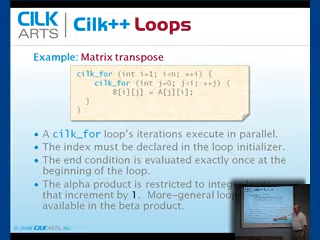 CILK
ARTS
Cilk++ Loops
Example: Matrix transpose
cilk_for (int i=1; i<n; ++i) {
cilk_for (int j=0; j<i; ++j) {
B[i][j] = A[j][i];
}
}
• A cilk_for loop's iterations execute in parallel.
• The index must be declared in the loop initializer.
• The end condition is evaluated exactly once at the
beginning of the loop.
• The alpha product is restricted to
that increment by 1. More-general
available in the beta product.
© 2008 CILK ARTS, Inc.